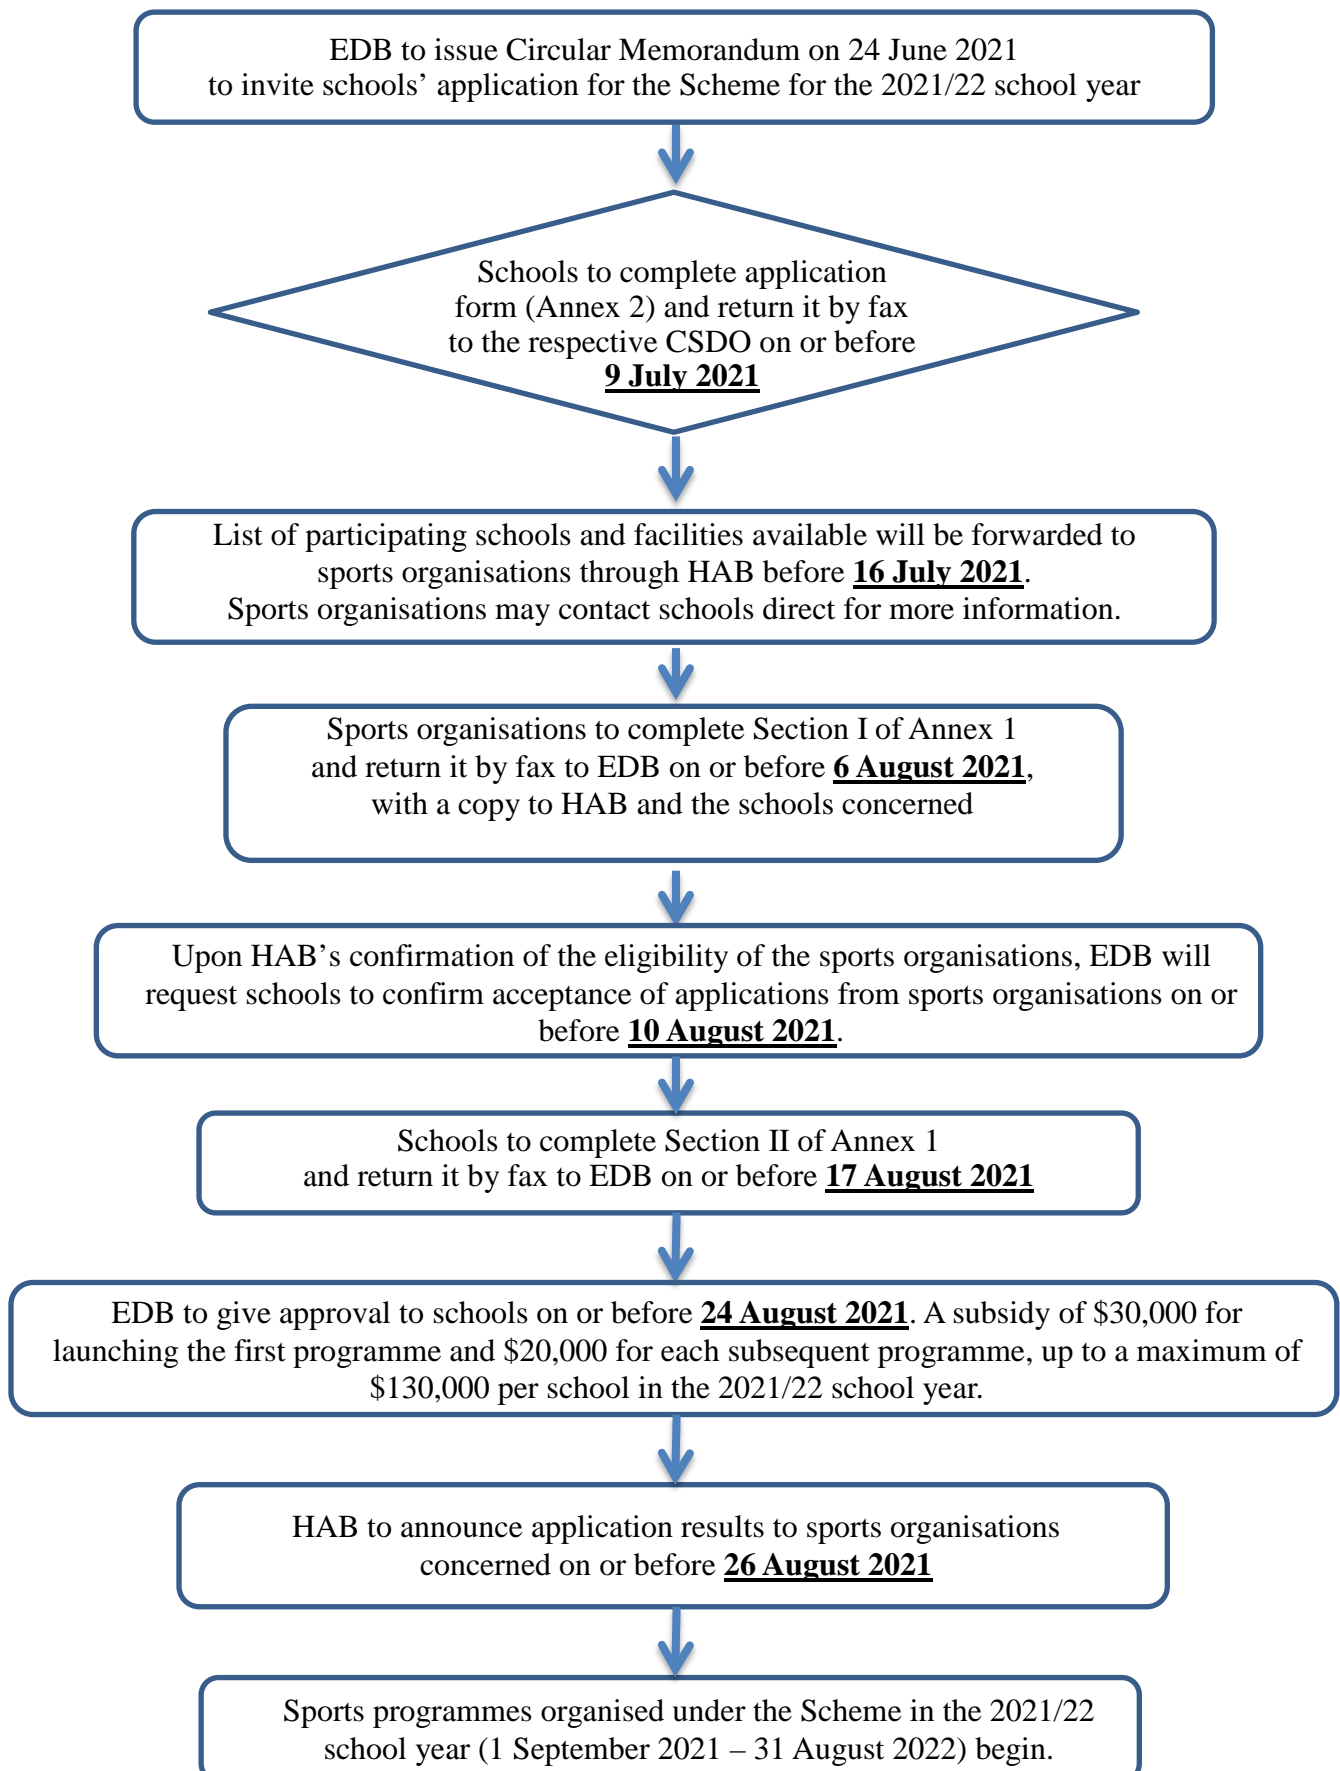 EDB to issue Circular Memorandum on 24 June 2021
to invite schools’ application for the Scheme for the 2021/22 school year
Schools to complete application
form (Annex 2) and return it by fax
to the respective CSDO on or before
9 July 2021
List of participating schools and facilities available will be forwarded to
sports organisations through HAB before 16 July 2021.
Sports organisations may contact schools direct for more information.
Sports organisations to complete Section I of Annex 1
and return it by fax to EDB on or before 6 August 2021,
with a copy to HAB and the schools concerned
Upon HAB’s confirmation of the eligibility of the sports organisations, EDB will
request schools to confirm acceptance of applications from sports organisations on or
before 10 August 2021.
Schools to complete Section II of Annex 1
and return it by fax to EDB on or before 17 August 2021
EDB to give approval to schools on or before 24 August 2021. A subsidy of $30,000 for
launching the first programme and $20,000 for each subsequent programme, up to a maximum of
$130,000 per school in the 2021/22 school year.
HAB to announce application results to sports organisations
concerned on or before 26 August 2021
Sports programmes organised under the Scheme in the 2021/22
school year (1 September 2021 – 31 August 2022) begin.